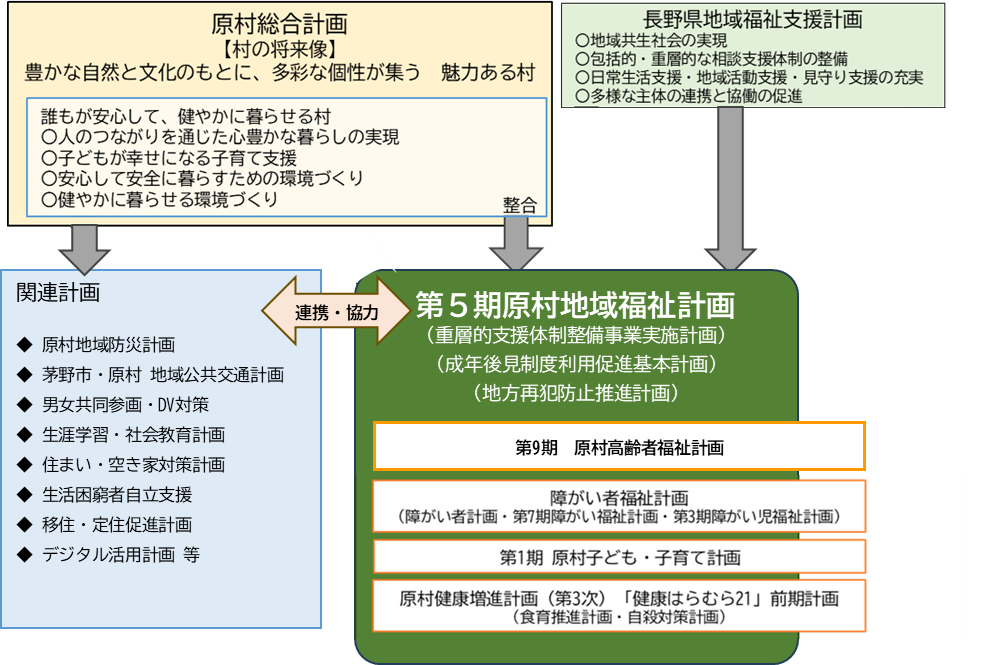 原村総合計画
【村の将来像】
豊かな自然と文化のもとに、多彩な個性が集う　魅力ある村
誰もが安心して、健やかに暮らせる村
〇人のつながりを通じた心豊かな暮らしの実現
〇子どもが幸せになる子育て支援
〇安心して安全に暮らすための環境づくり
〇健やかに暮らせる環境づくり
整合
長野県地域福祉支援計画
〇地域共生社会の実現
〇包括的・重層的な相談支援体制の整備
〇日常生活支援・地域活動支援・見守り支援の充実
〇多様な主体の連携と協働の促進
関連計画
◆ 原村地域防災計画
◆ 茅野市・原村 地域公共交通計画
◆ 男女共同参画・DV対策
◆ 生涯学習・社会教育計画
◆ 住まい・空き家対策計画
◆ 生活困窮者自立支援
◆ 移住・定住促進計画
◆ デジタル活用計画 等
連携・協力
第５期原村地域福祉計画
（重層的支援体制整備事業実施計画）
（成年後見制度利用促進基本計画）
（地方再犯防止推進計画）
第9期　原村高齢者福祉計画
障がい者福祉計画
（障がい者計画・第7期障がい福祉計画・第3期障がい児福祉計画）
第1期 原村子ども・子育て計画
原村健康増進計画（第3次）「健康はらむら21」前期計画
（食育推進計画・自殺対策計画）